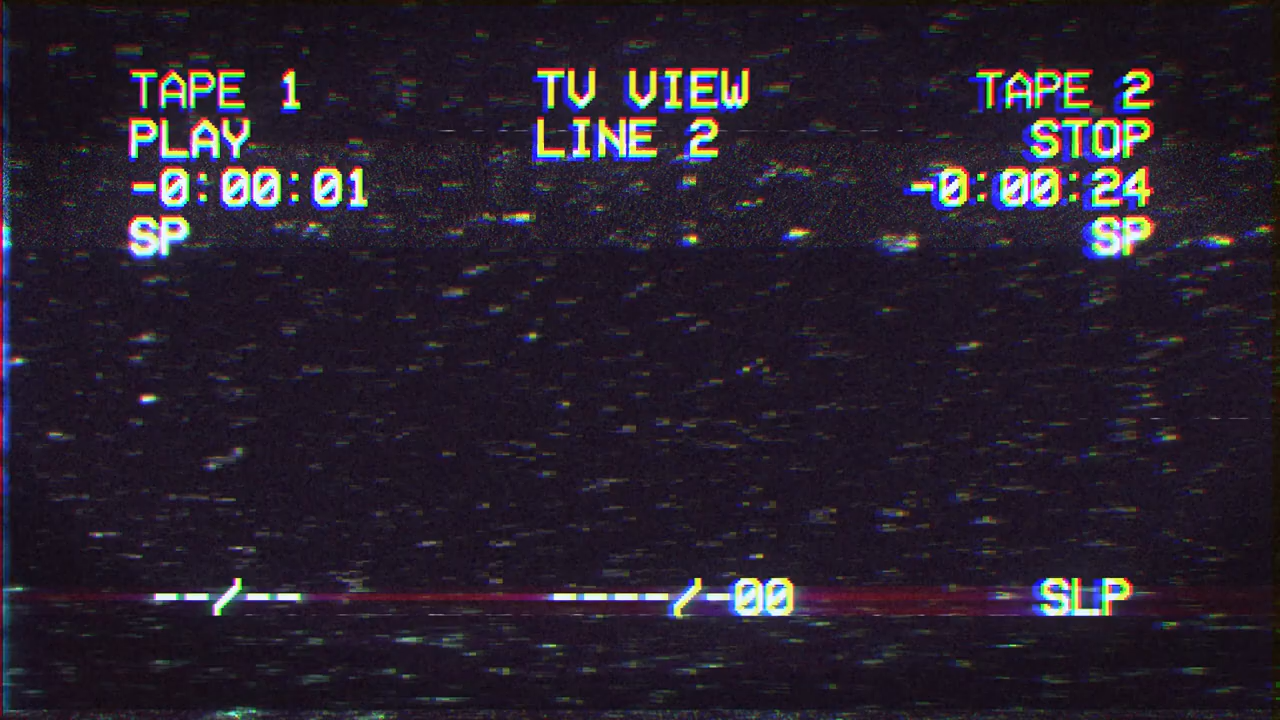 TAPE 1
PLAY
-0:00:01
SP
TV VIEW
LINE 2
TAPE 2
STOP
-0:00:24
SP
--/--
----/-00
SLP